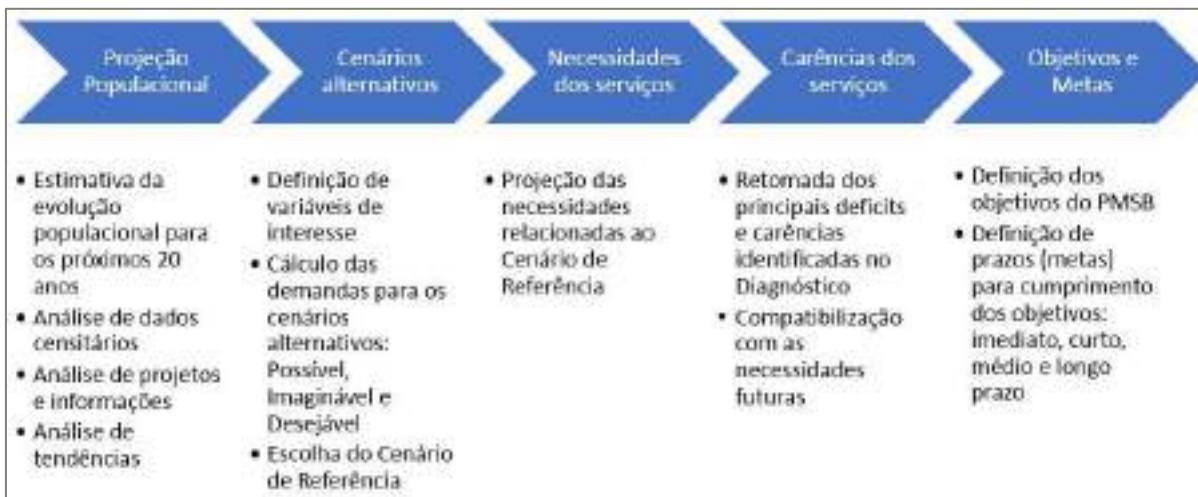 Projeção
Populacional
Cenários
alternativos
Necessidades
dos serviços
Carências dos
serviços
Objetivos e
Metas
• Estimativa da
evolução
populacional para
os próximos 20
anos
• Análise de dados
censitários
• Análise de projetos
e informações
• Análise de
tendências
• Definição de
variáveis de
interesse
• Cálculo das
demandas para os
cenários
alternativos:
Possível,
Imaginável e
Desejável
• Escolha do Cenário
de Referência
• Projeção das
necessidades
relacionadas ao
Cenário de
Referência
• Retomada dos
principais deficits
e carências
identificadas no
Diagnóstico
• Compatibilização
com as
necessidades
futuras
• Definição dos
objetivos do PMSB
• Definição de
prazos (metas)
para cumprimento
dos objetivos:
imediato, curto,
médio e longo
prazo